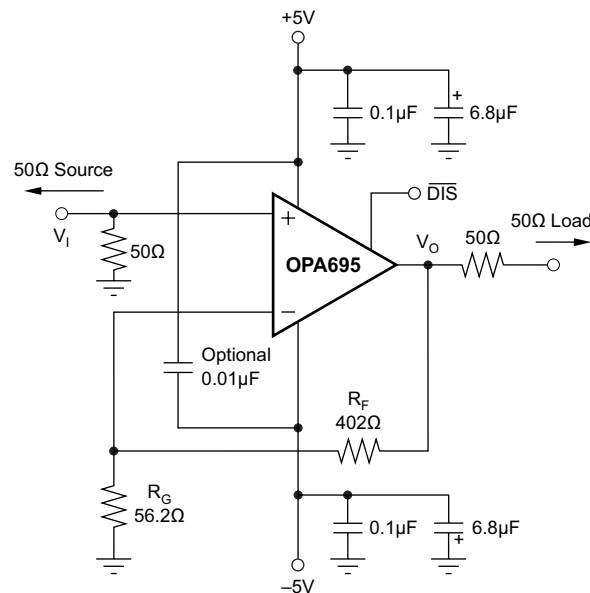 +5V
+
0.1μF
6.8μF
50Ω Source
DIS
50Ω Load
V_I
+
50Ω
OPA695
V_O
50Ω
−
Optional
0.01μF
R_F
402Ω
R_G
56.2Ω
0.1μF
6.8μF
+
–5V